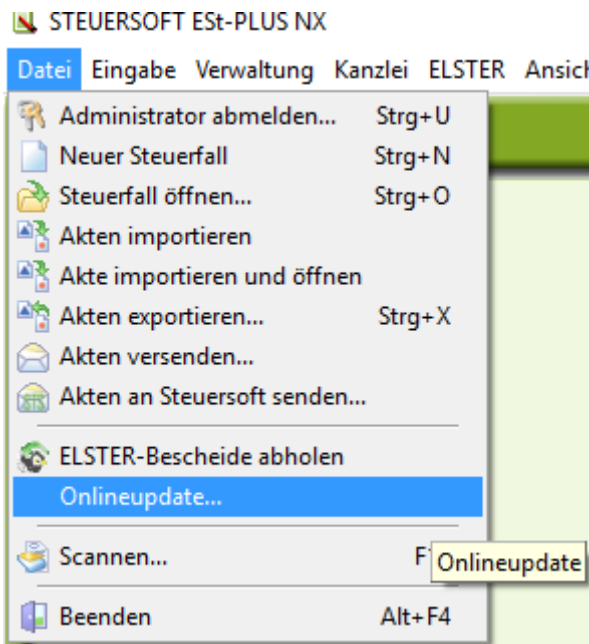 STEUERSOFT ESt-PLUS NX
Datei Eingabe Verwaltung Kanzlei ELSTER
Administrator abmelden... Strg+U
Neuer Steuerfall Strg+N
Steuerfall öffnen... Strg+O
Akten importieren
Akte importieren und öffnen
Akten exportieren... Strg+X
Akten versenden...
Akten an Steuersoft senden...
ELSTER-Bescheide abholen
Onlineupdate...
Scannen...
Onlineupdate
Beenden Alt+F4